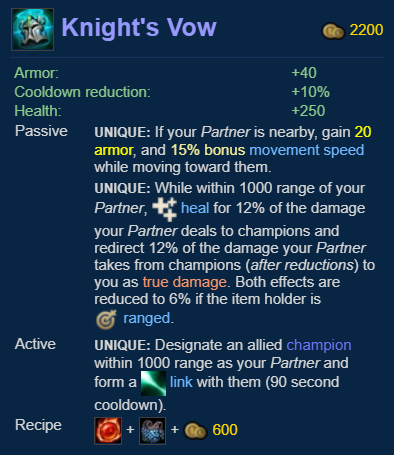 Knight's Vow 2200
Armor: +40
Cooldown reduction: +10%
Health: +250
Passive UNIQUE: If your Partner is nearby, gain 20
armor, and 15% bonus movement speed
while moving toward them.
UNIQUE: While within 1000 range of your
Partner, heal for 12% of the damage
your Partner deals to champions and
redirect 12% of the damage your Partner
takes from champions (after reductions) to
you as true damage. Both effects are
reduced to 6% if the item holder is
ranged.
Active UNIQUE: Designate an allied champion
within 1000 range as your Partner and
form a link with them (90 second
cooldown).
Recipe + + 600